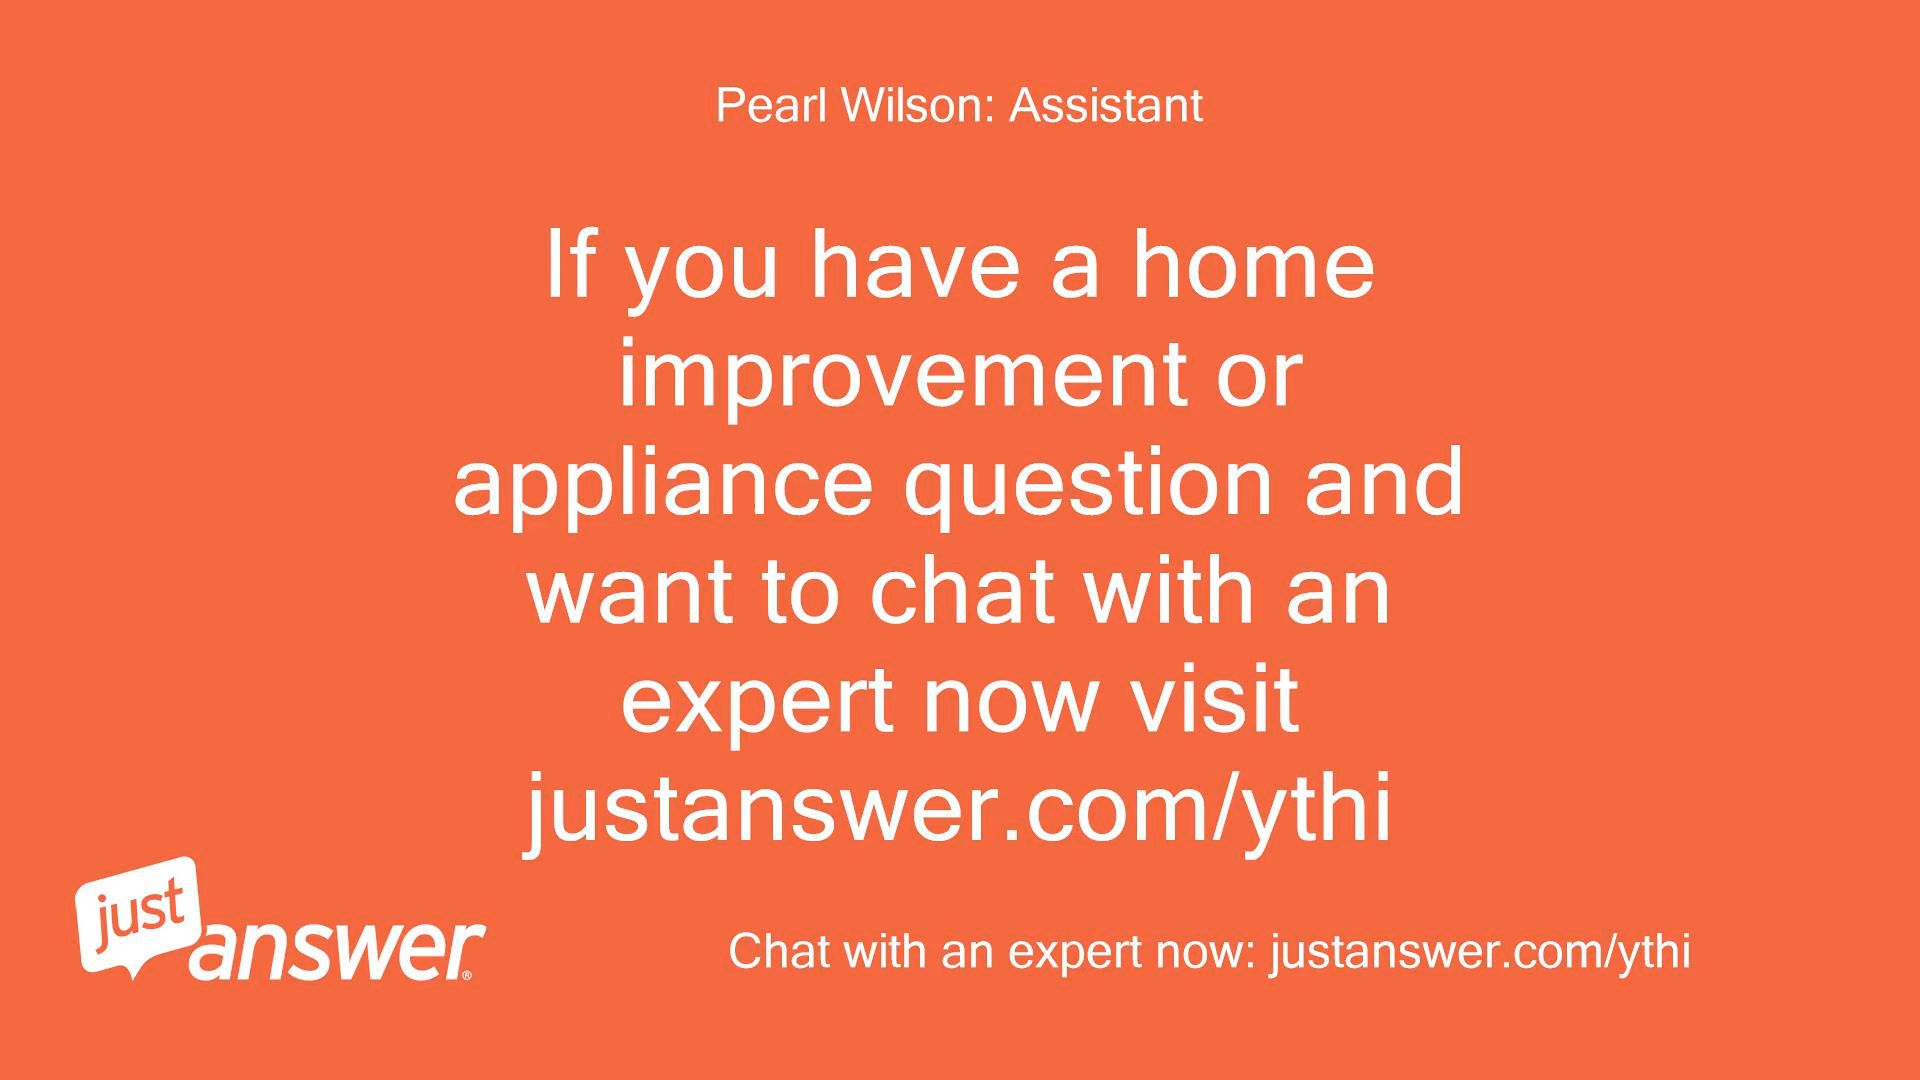 Pearl Wilson: Assistant
If you have a home
improvement or
appliance question and
want to chat with an
expert now visit
justanswer.com/ythi
just
answer®
Chat with an expert now: justanswer.com/ythi